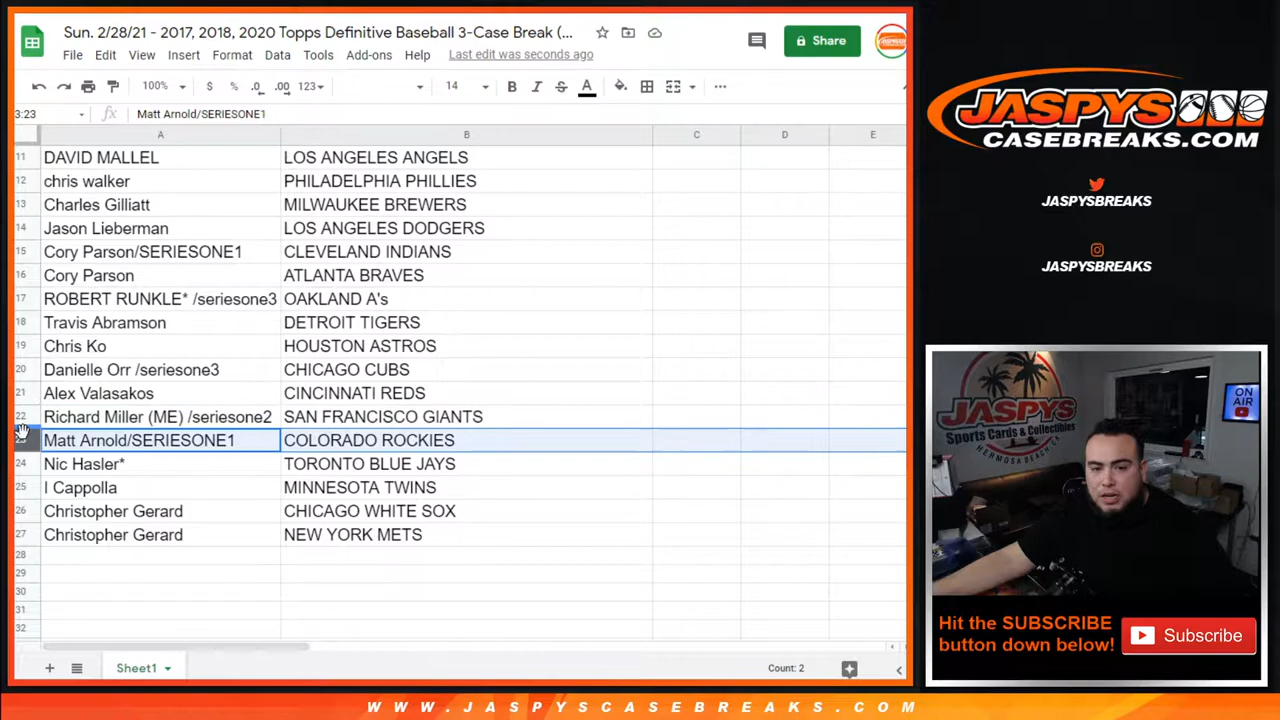 Sun. 2/28/21 - 2017, 2018, 2020 Topps Definitive Baseball 3-Case Break (...
File Edit View Insert Format Data Tools Add-ons Help Last edit was seconds ago
Share
100% $ % .0 .00 123 14 B I S A
3:23 fx Matt Arnold/SERIESONE1
A B C D E
11 DAVID MALLEL LOS ANGELES ANGELS
12 chris walker PHILADELPHIA PHILLIES
13 Charles Gilliatt MILWAUKEE BREWERS
14 Jason Lieberman LOS ANGELES DODGERS
15 Cory Parson/SERIESONE1 CLEVELAND INDIANS
16 Cory Parson ATLANTA BRAVES
17 ROBERT RUNKLE* /seriesone3 OAKLAND A's
18 Travis Abramson DETROIT TIGERS
19 Chris Ko HOUSTON ASTROS
20 Danielle Orr /seriesone3 CHICAGO CUBS
21 Alex Valasakos CINCINNATI REDS
22 Richard Miller (ME) /seriesone2 SAN FRANCISCO GIANTS
23 Matt Arnold/SERIESONE1 COLORADO ROCKIES
24 Nic Hasler* TORONTO BLUE JAYS
25 I Cappolla MINNESOTA TWINS
26 Christopher Gerard CHICAGO WHITE SOX
27 Christopher Gerard NEW YORK METS
28
29
30
31
32
Sheet1 Count: 2
JASPYS
CASEBREAKS.COM
JASPYSBREAKS
JASPYSBREAKS
JASPYS
Sports Cards & Collectibles
HERMOSA BEACH, CA
ON
AIR
Hit the SUBSCRIBE
button down below!
Subscribe
WWW.JASPYSCASEBREAKS.COM